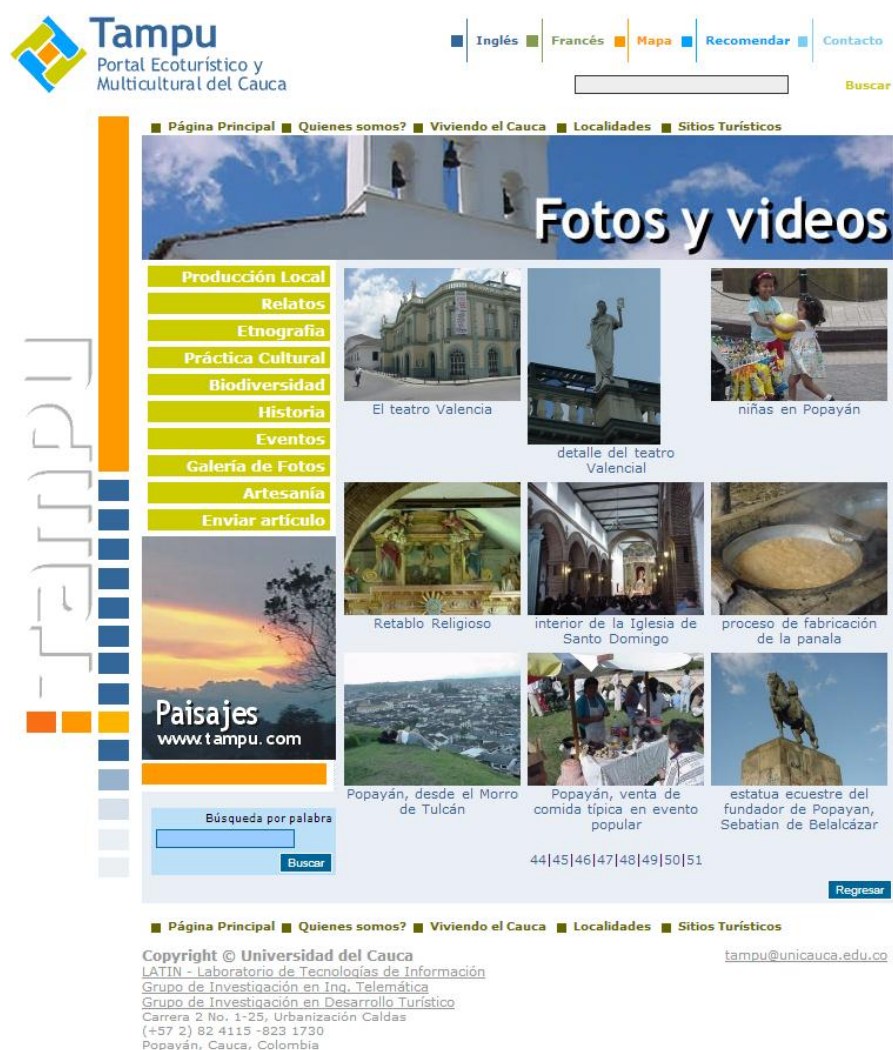 Tampu
Portal Ecoturístico y
Multicultural del Cauca
Inglés Francés Mapa Recomendar Contacto
Buscar
Página Principal Quienes somos? Viviendo el Cauca Localidades Sitios Turísticos
Fotos y videos
Producción Local
Relatos
Etnografia
Práctica Cultural
Biodiversidad
Historia
Eventos
Galería de Fotos
Artesanía
Enviar artículo
tampu
Paisajes
www.tampu.com
Búsqueda por palabra
Buscar
El teatro Valencia
detalle del teatro
Valencial
niñas en Popayán
Retablo Religioso
interior de la Iglesia de
Santo Domingo
proceso de fabricación
de la panala
Popayán, desde el Morro
de Tulcán
Popayán, venta de
comida típica en evento
popular
estatua ecuestre del
fundador de Popayan,
Sebatian de Belalcázar
44|45|46|47|48|49|50|51
Regresar
Página Principal Quienes somos? Viviendo el Cauca Localidades Sitios Turísticos
Copyright © Universidad del Cauca
tampu@unicauca.edu.co
LATIN - Laboratorio de Tecnologías de Información
Grupo de Investigación en Ing. Telemática
Grupo de Investigación en Desarrollo Turístico
Carrera 2 No. 1-25, Urbanización Caldas
(+57 2) 82 4115 -823 1730
Popayán, Cauca, Colombia